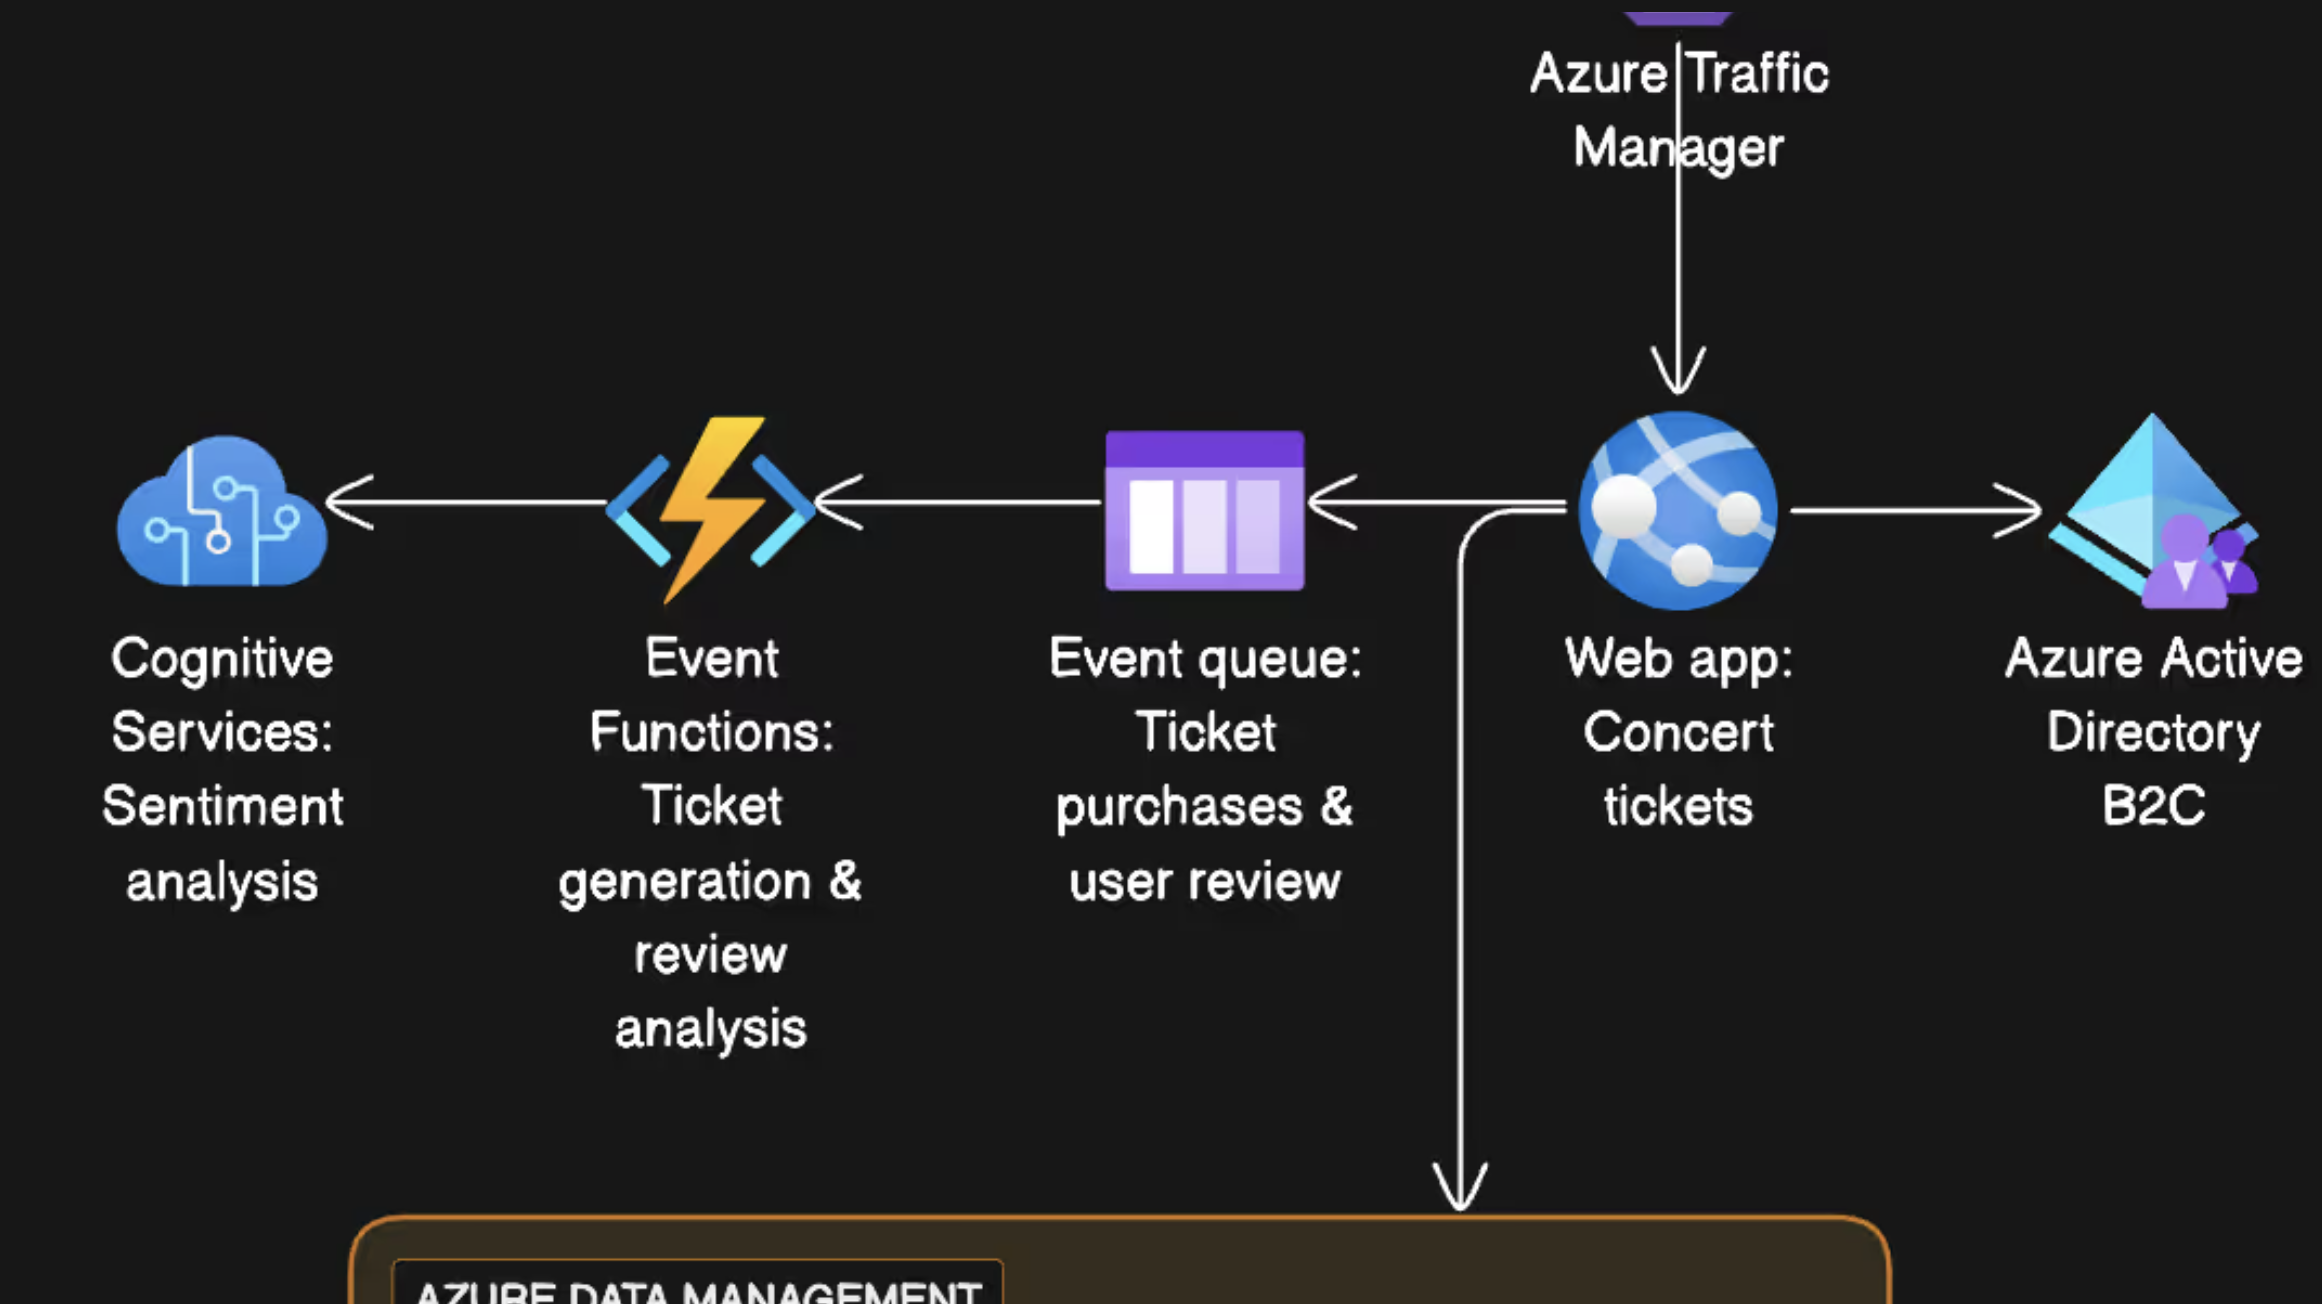 Azure Traffic
Manager
Cognitive
Services:
Sentiment
analysis
Event
Functions:
Ticket
generation &
review
analysis
Event queue:
Ticket
purchases &
user review
Web app:
Concert
tickets
Azure Active
Directory
B2C
AZURE DATA MANAGEMENT